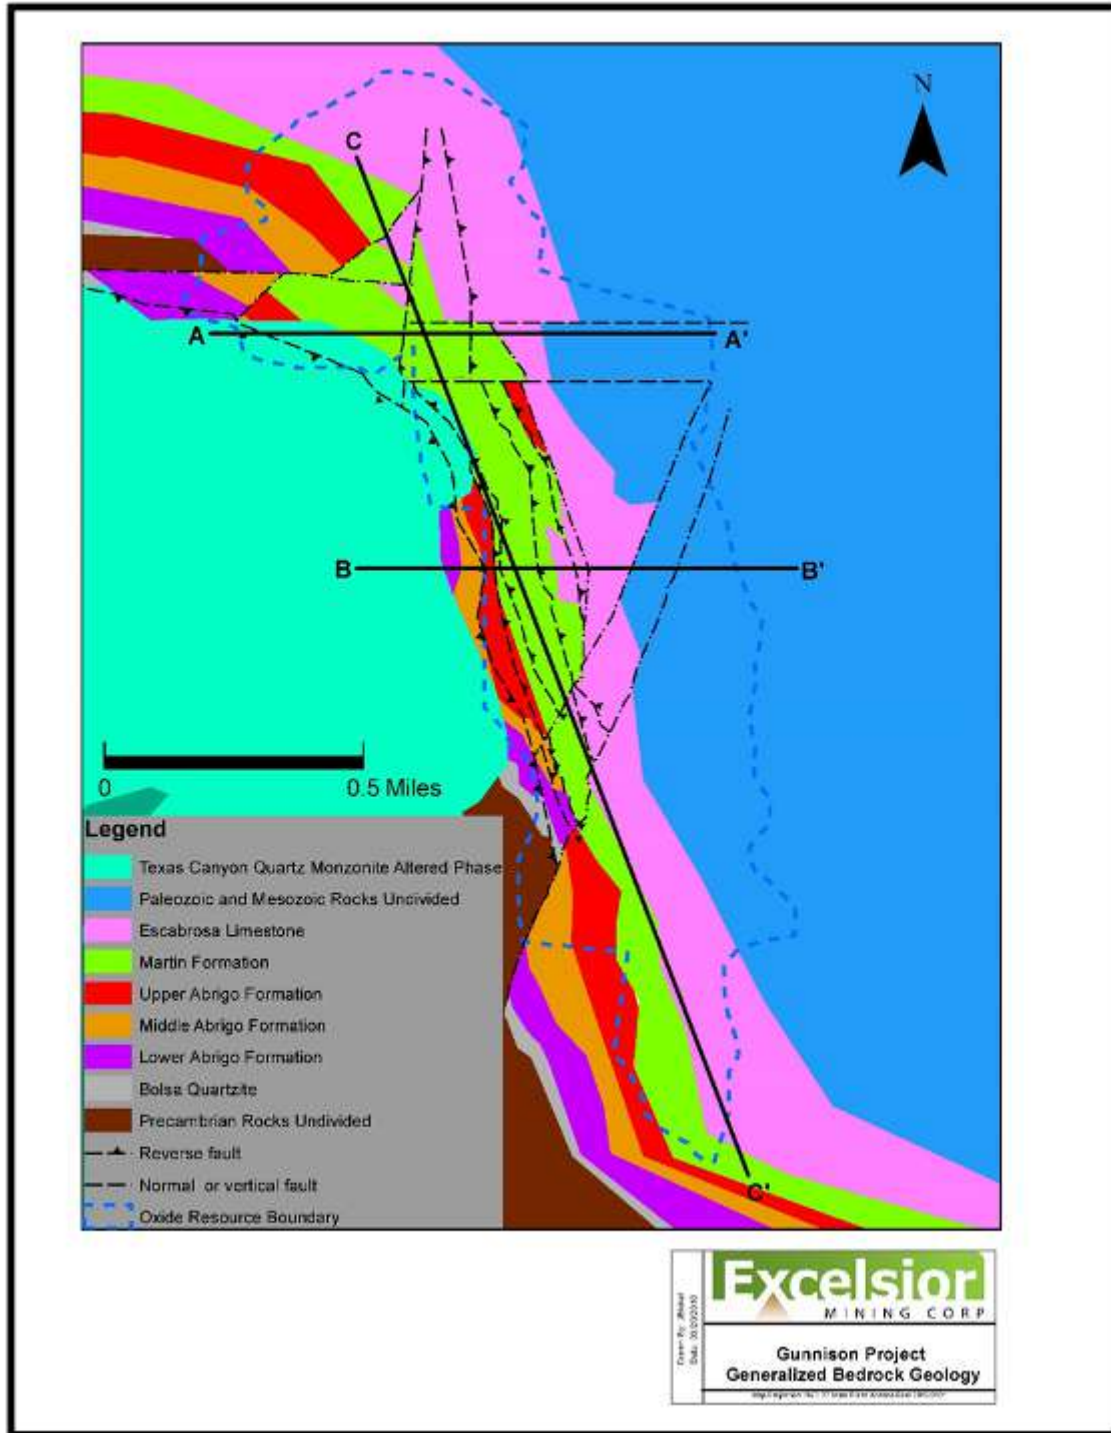 N
C
A
A'
B
B'
0
0.5 Miles
Legend
Texas Canyon Quartz Monzonite Altered Phase
Paleozoic and Mesozoic Rocks Undivided
Escabrosa Limestone
Martin Formation
Upper Abrigo Formation
Middle Abrigo Formation
Lower Abrigo Formation
Bolsa Quartzite
Precambrian Rocks Undivided
Reverse fault
Normal or vertical fault
Oxide Resource Boundary
C'
Excelsior
MINING CORP
Gunnison Project
Generalized Bedrock Geology